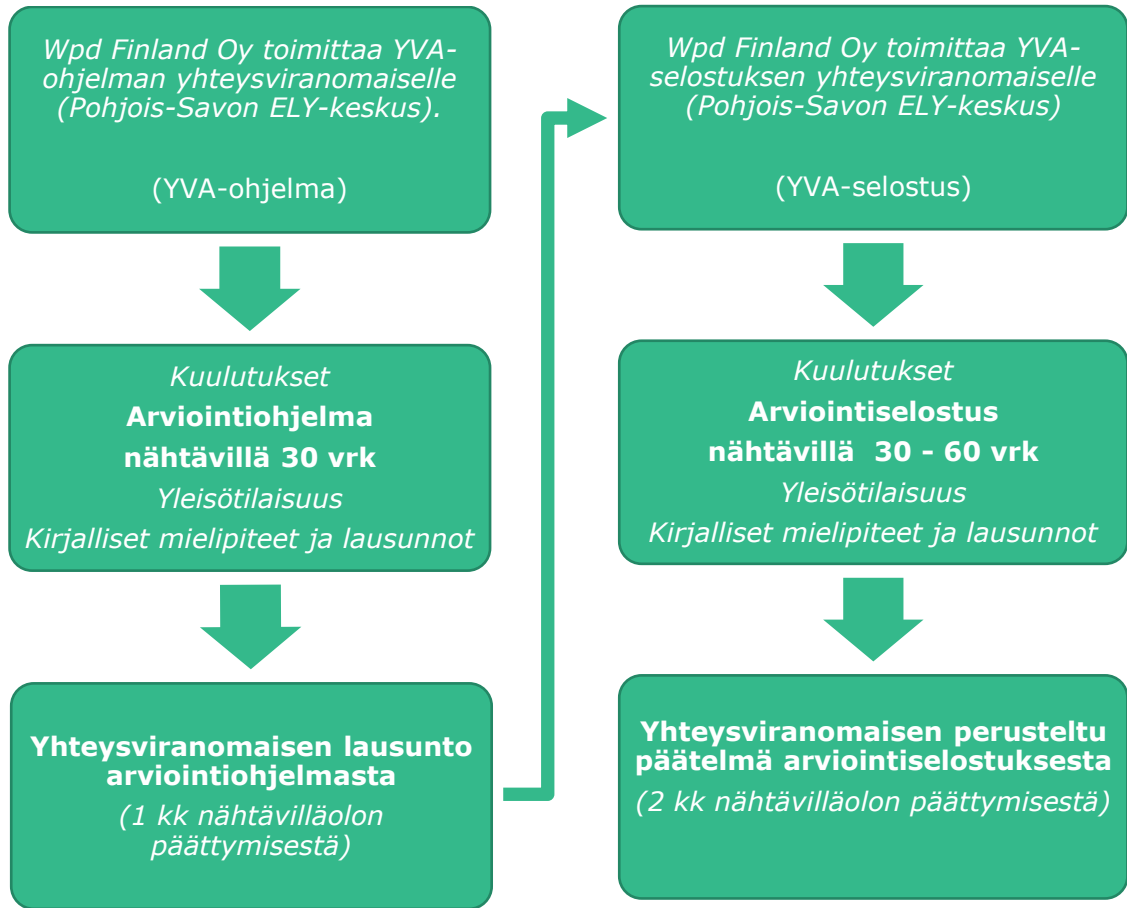 Wpd Finland Oy toimittaa YVA-
ohjelman yhteysviranomaiselle
(Pohjois-Savon ELY-keskus).
(YVA-ohjelma)
Kuulutukset
Arviointiohjelma
nähtävillä 30 vrk
Yleisötilaisuus
Kirjalliset mielipiteet ja lausunnot
Yhteysviranomaisen lausunto
arviointiohjelmasta
(1 kk nähtävilläolon
päättymisestä)
Wpd Finland Oy toimittaa YVA-
selostuksen yhteysviranomaiselle
(Pohjois-Savon ELY-keskus)
(YVA-selostus)
Kuulutukset
Arviointiselostus
nähtävillä 30 - 60 vrk
Yleisötilaisuus
Kirjalliset mielipiteet ja lausunnot
Yhteysviranomaisen perusteltu
päätelmä arviointiselostuksesta
(2 kk nähtävilläolon päättymisestä)